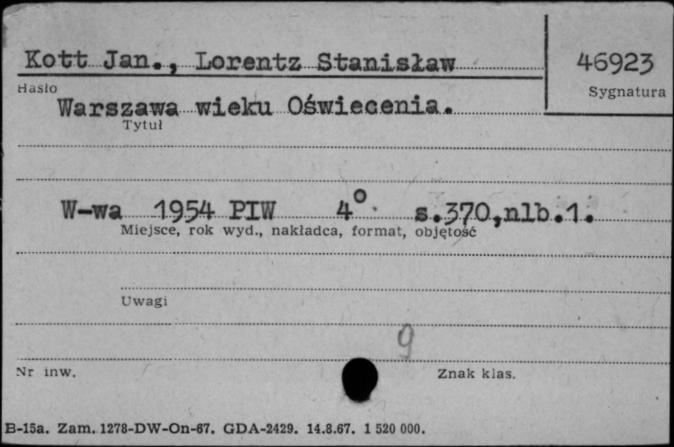 Kott Jan., Lorentz Stanisław
46923
Hasło
Sygnatura
Warszawa wieku Oświecenia.
Tytuł
W-wa 1954 PIW 4° s.370,nlb.1.
Miejsce, rok wyd., nakładca, format, objętość
Uwagi
9
Nr inw.
Znak klas.
B-15a. Zam. 1278-DW-On-67. GDA-2429. 14.8.67. 1 520 000.